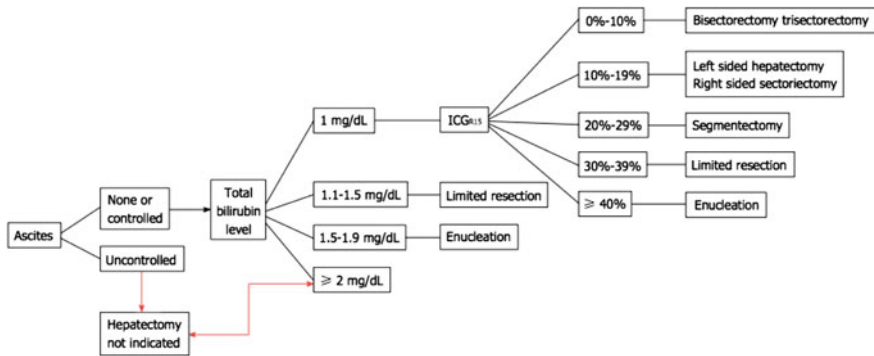 Ascites
None or
controlled
Uncontrolled
Hepatectomy
not indicated
Total
bilirubin
level
1 mg/dL
1.1-1.5 mg/dL
1.5-1.9 mg/dL
⩾ 2 mg/dL
Limited resection
Enucleation
ICGR15
0%-10%
10%-19%
20%-29%
30%-39%
⩾ 40%
Bisectorectomy trisectorectomy
Left sided hepatectomy
Right sided sectoriectomy
Segmentectomy
Limited resection
Enucleation